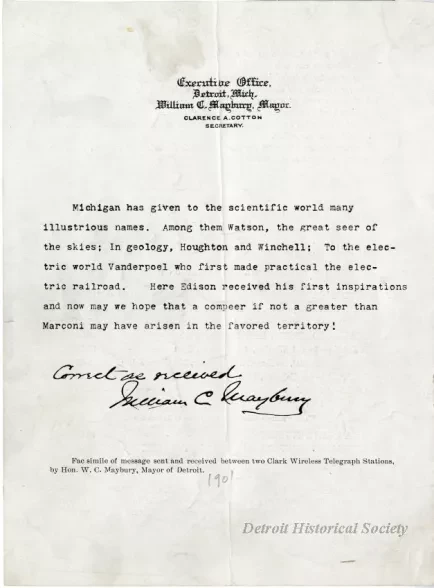 Executive Office,
Detroit, Mich.
William C. Maybury, Mayor.
CLARENCE A. COTTON
SECRETARY.
Michigan has given to the scientific world many
illustrious names. Among them Watson, the great seer of
the skies; In geology, Houghton and Winchell; To the elec-
tric world Vanderpoel who first made practical the elec-
tric railroad. Here Edison received his first inspirations
and now may we hope that a compeer if not a greater than
Marconi may have arisen in the favored territory!
Correct as received
William C Maybury
Fac simile of message sent and received between two Clark Wireless Telegraph Stations,
by Hon. W. C. Maybury, Mayor of Detroit.
1901
Detroit Historical Society